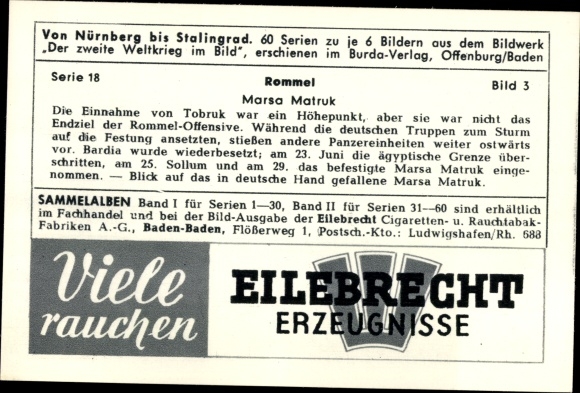 Von Nürnberg bis Stalingrad. 60 Serien zu je 6 Bildern aus dem Bildwerk
„Der zweite Weltkrieg im Bild", erschienen im Burda-Verlag, Offenburg/Baden
Serie 18
Rommel
Bild 3
Marsa Matruk
Die Einnahme von Tobruk war ein Höhepunkt, aber sie war nicht das
Endziel der Rommel-Offensive. Während die deutschen Truppen zum Sturm
auf die Festung ansetzten, stießen andere Panzereinheiten weiter ostwärts
vor. Bardia wurde wiederbesetzt; am 23. Juni die ägyptische Grenze über-
schritten, am 25. Sollum und am 29. das befestigte Marsa Matruk einge-
nommen. — Blick auf das in deutsche Hand gefallene Marsa Matruk.
SAMMELALBEN Band I für Serien 1—30, Band II für Serien 31—60 sind erhältlich
im Fachhandel und bei der Bild-Ausgabe der Eilebrecht Cigaretten- u. Rauchtabak-
Fabriken A.-G., Baden-Baden, Flößerweg 1, (Postsch.-Kto.: Ludwigshafen/Rh. 688
Viele
rauchen
EILEBRECHT
ERZEUGNISSE